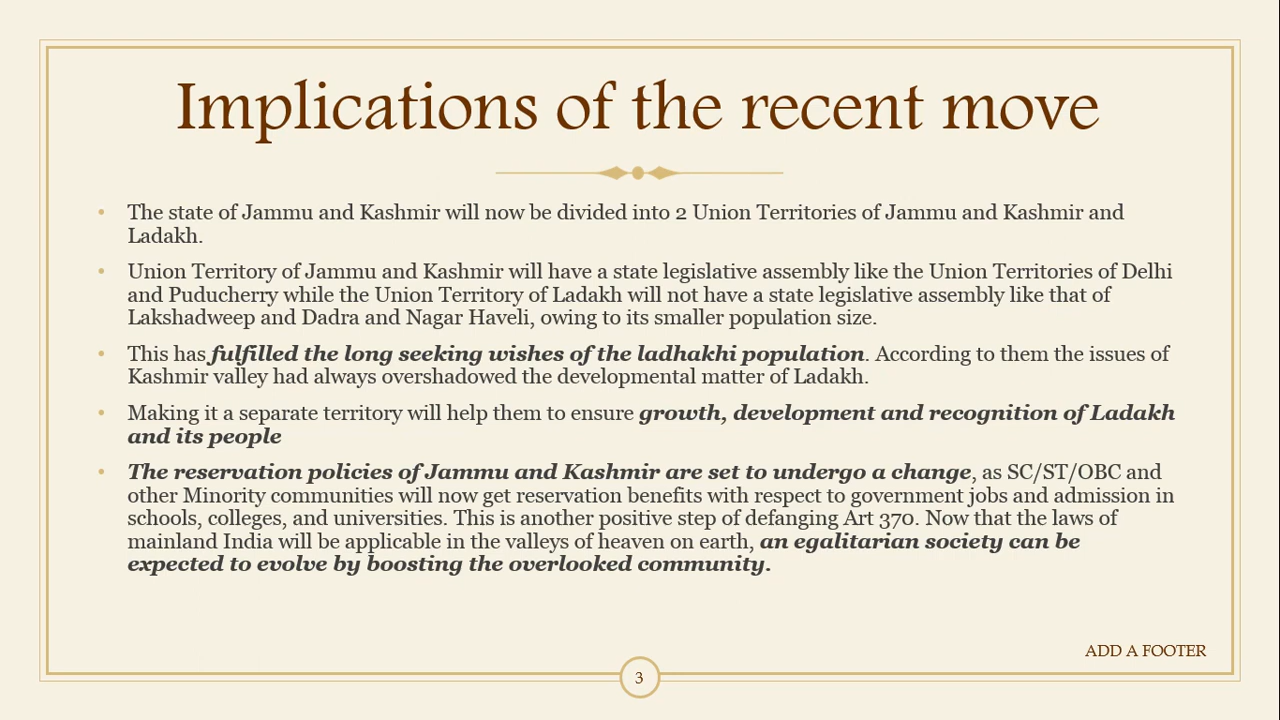 Implications of the recent move
• The state of Jammu and Kashmir will now be divided into 2 Union Territories of Jammu and Kashmir and
Ladakh.
• Union Territory of Jammu and Kashmir will have a state legislative assembly like the Union Territories of Delhi
and Puducherry while the Union Territory of Ladakh will not have a state legislative assembly like that of
Lakshadweep and Dadra and Nagar Haveli, owing to its smaller population size.
• This has fulfilled the long seeking wishes of the ladhakhi population. According to them the issues of
Kashmir valley had always overshadowed the developmental matter of Ladakh.
• Making it a separate territory will help them to ensure growth, development and recognition of Ladakh
and its people
• The reservation policies of Jammu and Kashmir are set to undergo a change, as SC/ST/OBC and
other Minority communities will now get reservation benefits with respect to government jobs and admission in
schools, colleges, and universities. This is another positive step of defanging Art 370. Now that the laws of
mainland India will be applicable in the valleys of heaven on earth, an egalitarian society can be
expected to evolve by boosting the overlooked community.
ADD A FOOTER
3